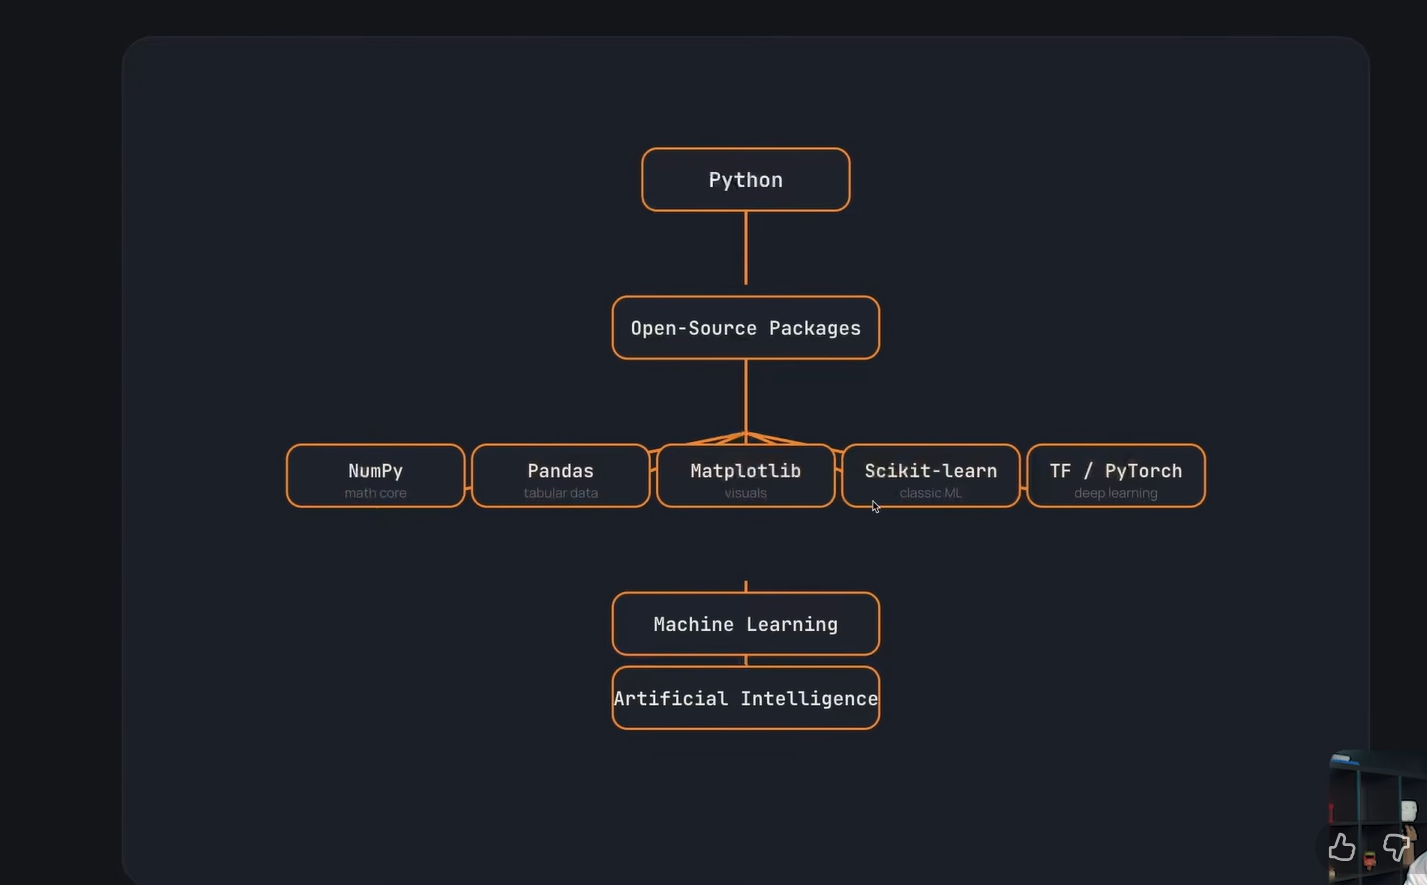 Python
Open-Source Packages
NumPy
math core
Pandas
tabular data
Matplotlib
visuals
Scikit-learn
classic ML
TF / PyTorch
deep learning
Machine Learning
Artificial Intelligence